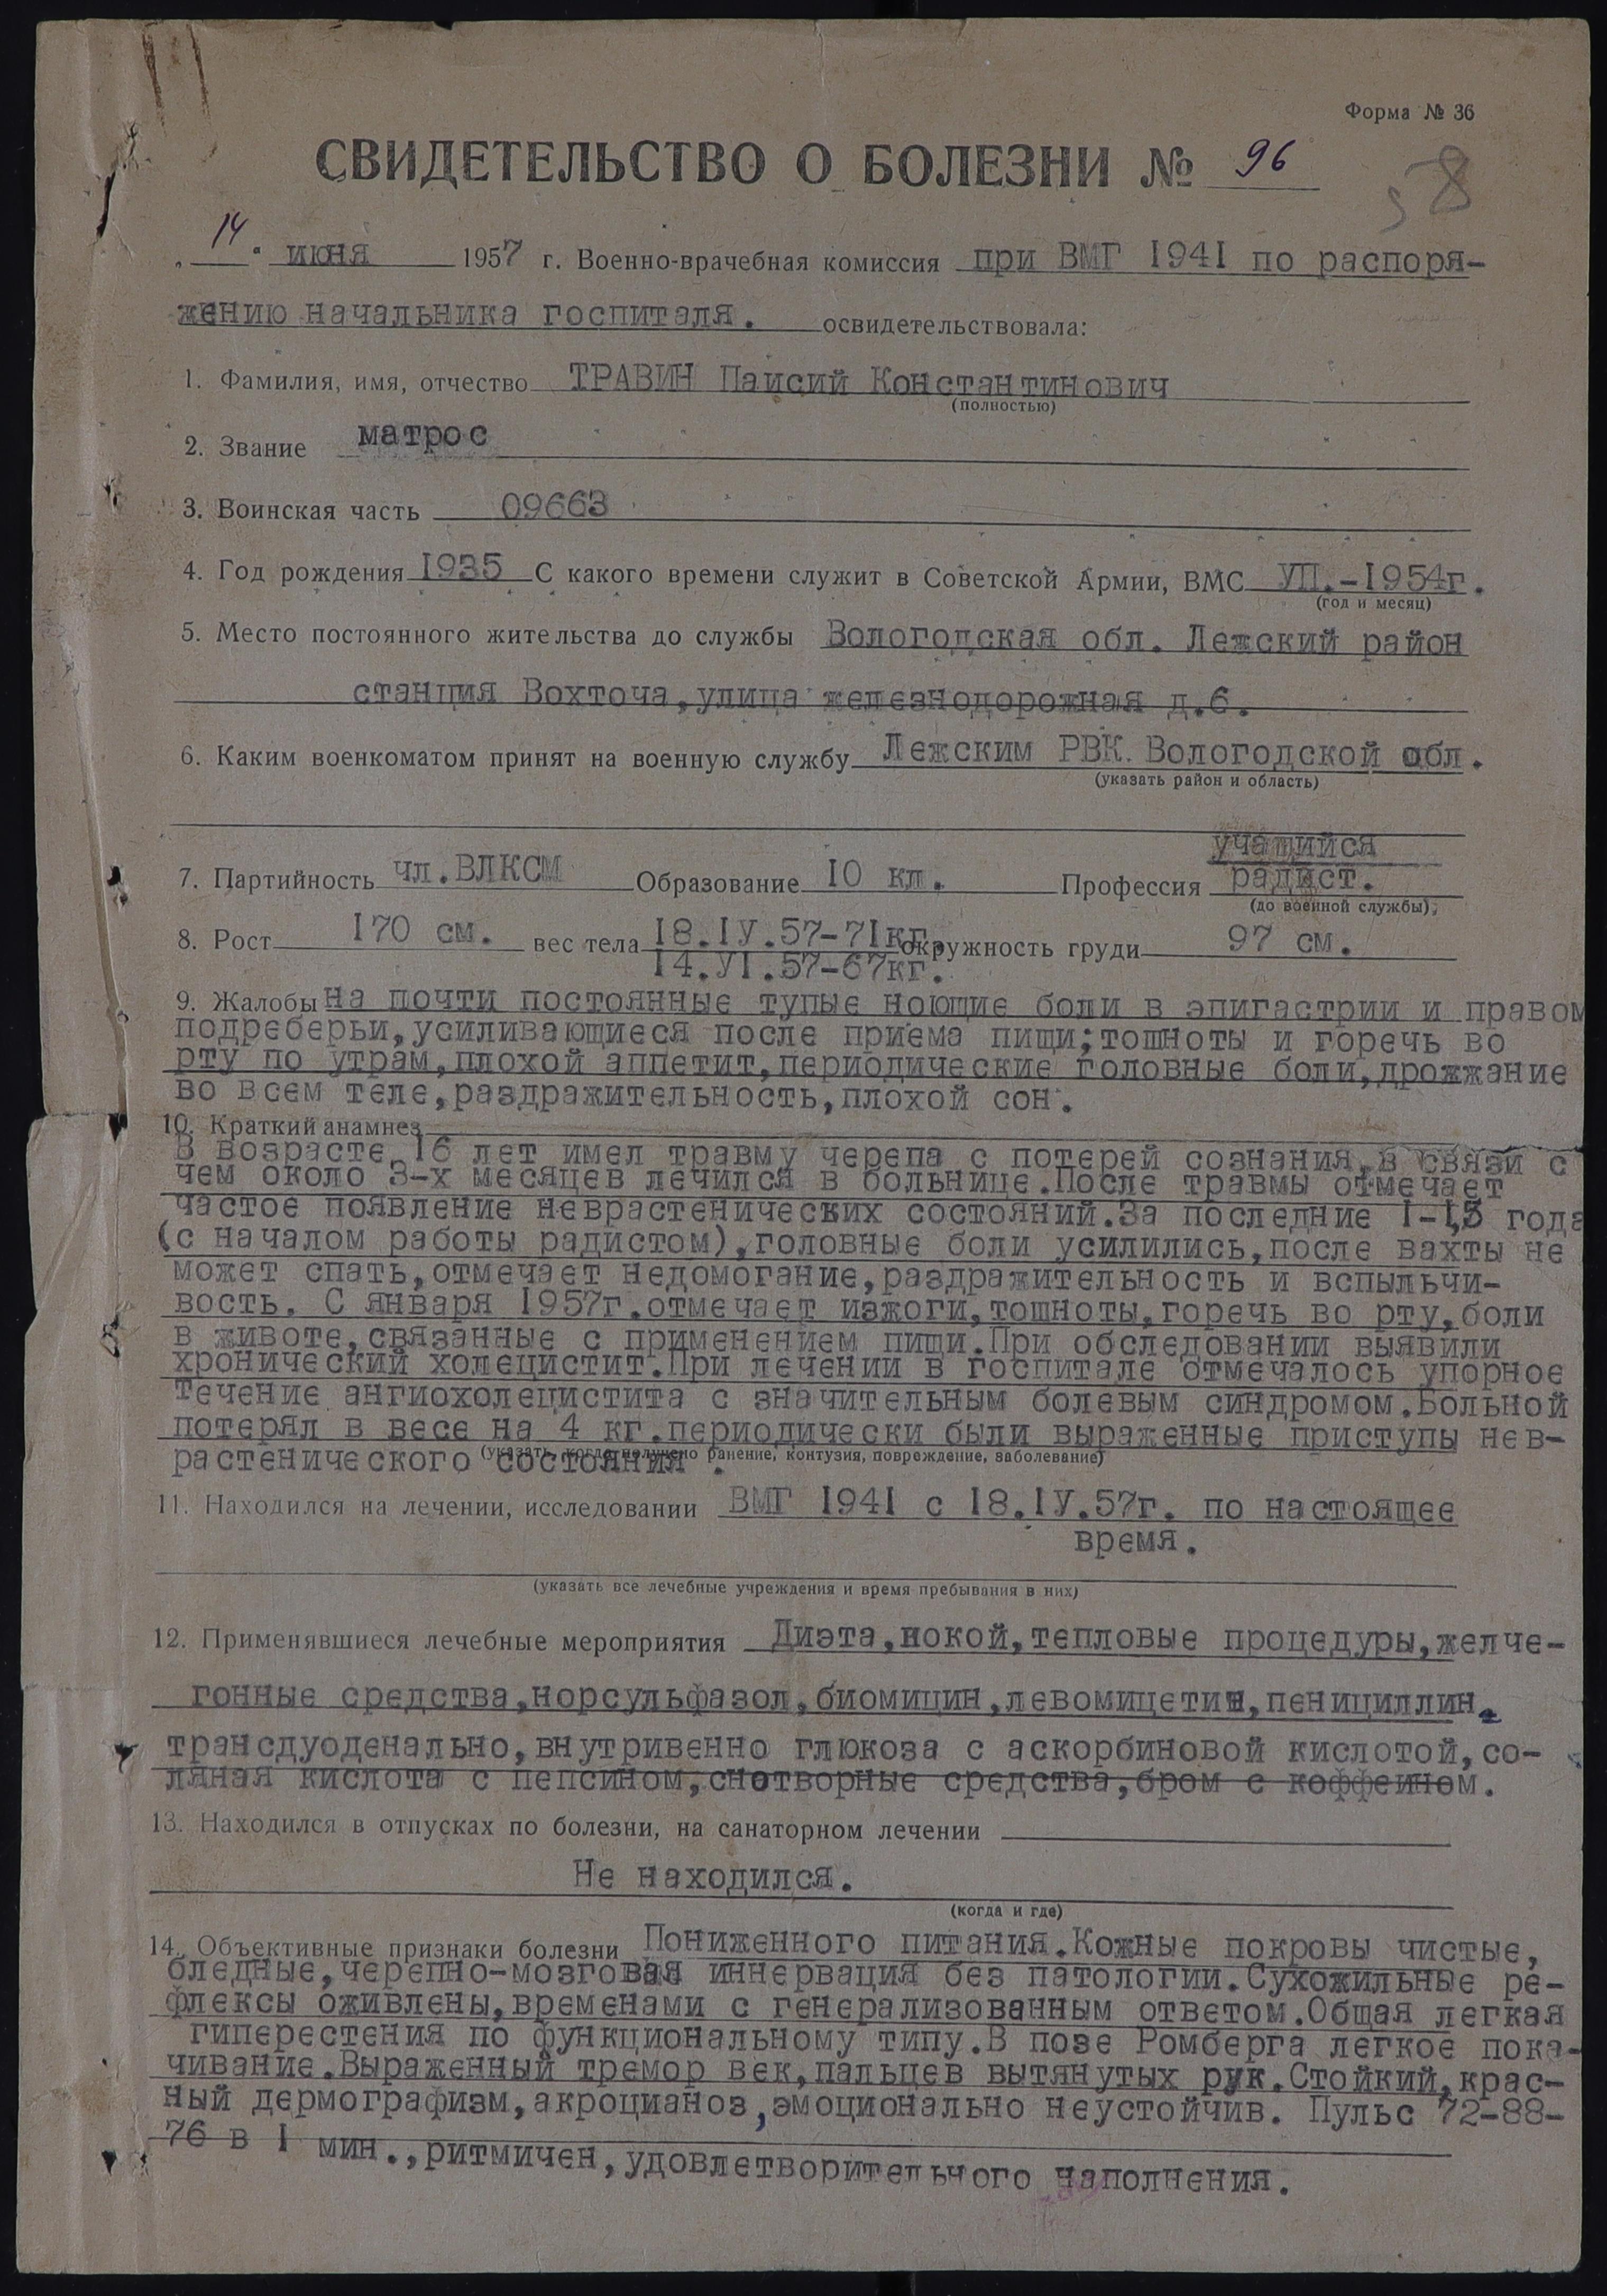 Форма № 36
СВИДЕТЕЛЬСТВО О БОЛЕЗНИ № 96
58
„14" июня 1957 г. Военно-врачебная комиссия при ВМГ 1941 по распоря-
жению начальника госпиталя. освидетельствовала:
1. Фамилия, имя, отчество ТРАВИН Паисий Константинович
(полностью)
2. Звание матрос
3. Воинская часть 09663
4. Год рождения 1935 С какого времени служит в Советской Армии, ВМС УП.-1954г.
(год и месяц)
5. Место постоянного жительства до службы Вологодская обл. Лежский район
станция Вохточа,улица железнодорожная д.6.
6. Каким военкоматом принят на военную службу Лежским РВК. Вологодской обл.
(указать район и область)
учащийся
7. Партийность чл.ВЛКСМ Образование 10 кл. Профессия радист.
(до военной службы)
8. Рост 170 см. вес тела 18.1У.57-71кг. окружность груди 97 см.
14.У1.57-67кг.
9. Жалобы на почти постоянные тупые ноющие боли в эпигастрии и правом
подреберьи,усиливающиеся после приема пищи;тошноты и горечь во
рту по утрам,плохой аппетит,периодические головные боли,дрожжание
во всем теле,раздражительность,плохой сон.
10. Краткий анамнез
В возрасте 16 лет имел травму черепа с потерей сознания,в связи с
чем около 3-х месяцев лечился в больнице.После травмы отмечает
частое появление неврастенических состояний.За последние 1-1,5 года
(с началом работы радистом),головные боли усилились,после вахты не
может спать,отмечает недомогание,раздражительность и вспыльчи-
вость. С января 1957г.отмечает изжоги,тошноты,горечь во рту,боли
в животе,связанные с применением пищи.При обследовании выявили
хронический холецистит.При лечении в госпитале отмечалось упорное
течение ангиохолецистита с значительным болевым синдромом.Больной
потерял в весе на 4 кг.периодически были выраженные приступы нев-
растенического состояния .
(указать, когда получено ранение, контузия, повреждение, заболевание)
11. Находился на лечении, исследовании ВМГ 1941 с 18.1У.57г. по настоящее
время.
(указать все лечебные учреждения и время пребывания в них)
12. Применявшиеся лечебные мероприятия Диэта,покой,тепловые процедуры,желче-
гонные средства,норсульфазол,биомицин,левомицетин,пенициллин,
трансдуоденально,внутривенно глюкоза с аскорбиновой кислотой,со-
ляная кислота с пепсином,снотворные средства,бром с коффеином.
13. Находился в отпусках по болезни, на санаторном лечении
Не находился.
(когда и где)
14. Объективные признаки болезни Пониженного питания.Кожные покровы чистые,
бледные,черепно-мозговая иннервация без патологии.Сухожильные ре-
флексы оживлены,временами с генерализованным ответом.Общая легкая
гиперестения по функциональному типу.В позе Ромберга легкое пока-
чивание.Выраженный тремор век,пальцев вытянутых рук.Стойкий,крас-
ный дермографизм,акроцианоз,эмоционально неустойчив. Пульс 72-88-
76 в 1 мин.,ритмичен,удовлетворительного наполнения.